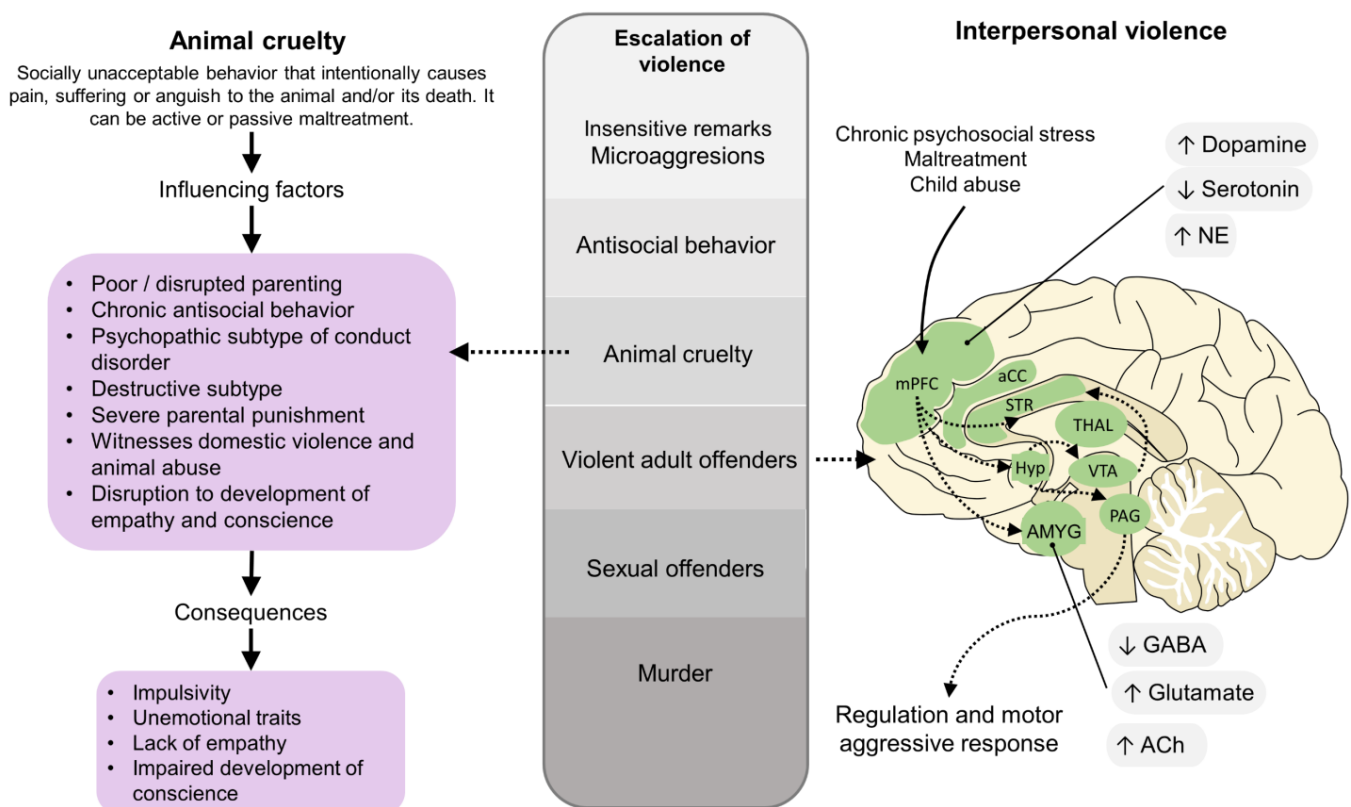 Animal cruelty
Socially unacceptable behavior that intentionally causes
pain, suffering or anguish to the animal and/or its death. It
can be active or passive maltreatment.
Influencing factors
• Poor / disrupted parenting
• Chronic antisocial behavior
• Psychopathic subtype of conduct
disorder
• Destructive subtype
• Severe parental punishment
• Witnesses domestic violence and
animal abuse
• Disruption to development of
empathy and conscience
Consequences
• Impulsivity
• Unemotional traits
• Lack of empathy
• Impaired development of
conscience
Escalation of
violence
Insensitive remarks
Microaggresions
Antisocial behavior
Animal cruelty
Violent adult offenders
Sexual offenders
Murder
Interpersonal violence
Chronic psychosocial stress
Maltreatment
Child abuse
↑ Dopamine
↓ Serotonin
↑ NE
mPFC
aCC
STR
THAL
Hyp
VTA
AMYG
PAG
↓ GABA
↑ Glutamate
↑ ACh
Regulation and motor
aggressive response